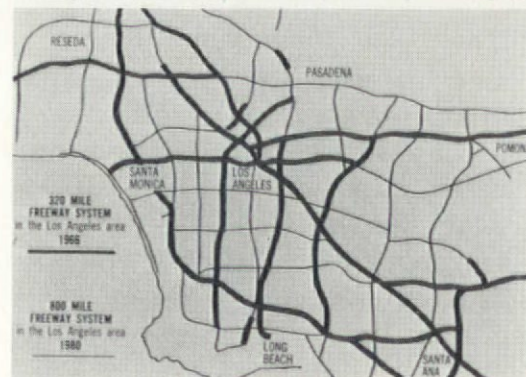 RESEDA
PASADENA
POMON
SANTA
MONICA
LOS
ANGELES
320 MILE
FREEWAY SYSTEM
in the Los Angeles area
1966
800 MILE
FREEWAY SYSTEM
in the Los Angeles area
1980
LONG
BEACH
SANTA
ANA